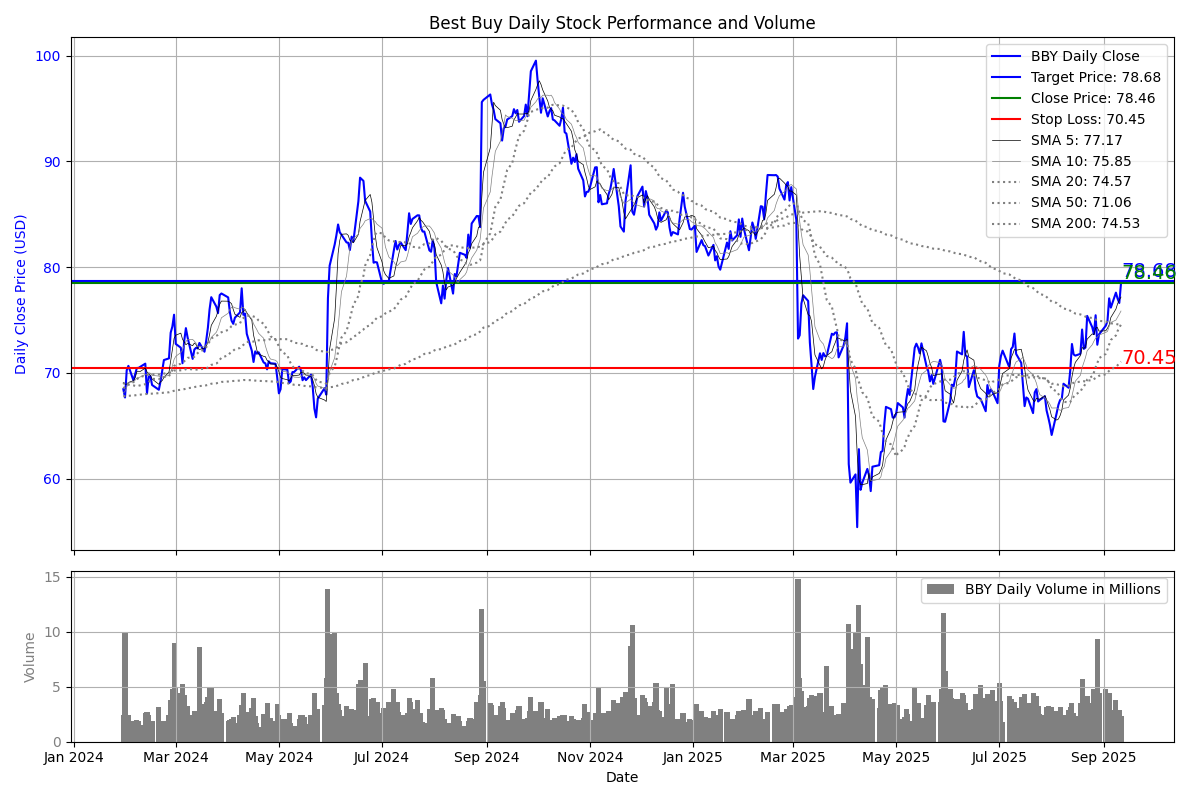 Best Buy Daily Stock Performance and Volume
100
90
80
70
60
Daily Close Price (USD)
BBY Daily Close
Target Price: 78.68
Close Price: 78.46
Stop Loss: 70.45
SMA 5: 77.17
SMA 10: 75.85
SMA 20: 74.57
SMA 50: 71.06
SMA 200: 74.53
78.68
78.46
70.45
15
10
5
0
Volume
BBY Daily Volume in Millions
Jan 2024 Mar 2024 May 2024 Jul 2024 Sep 2024 Nov 2024 Jan 2025 Mar 2025 May 2025 Jul 2025 Sep 2025
Date